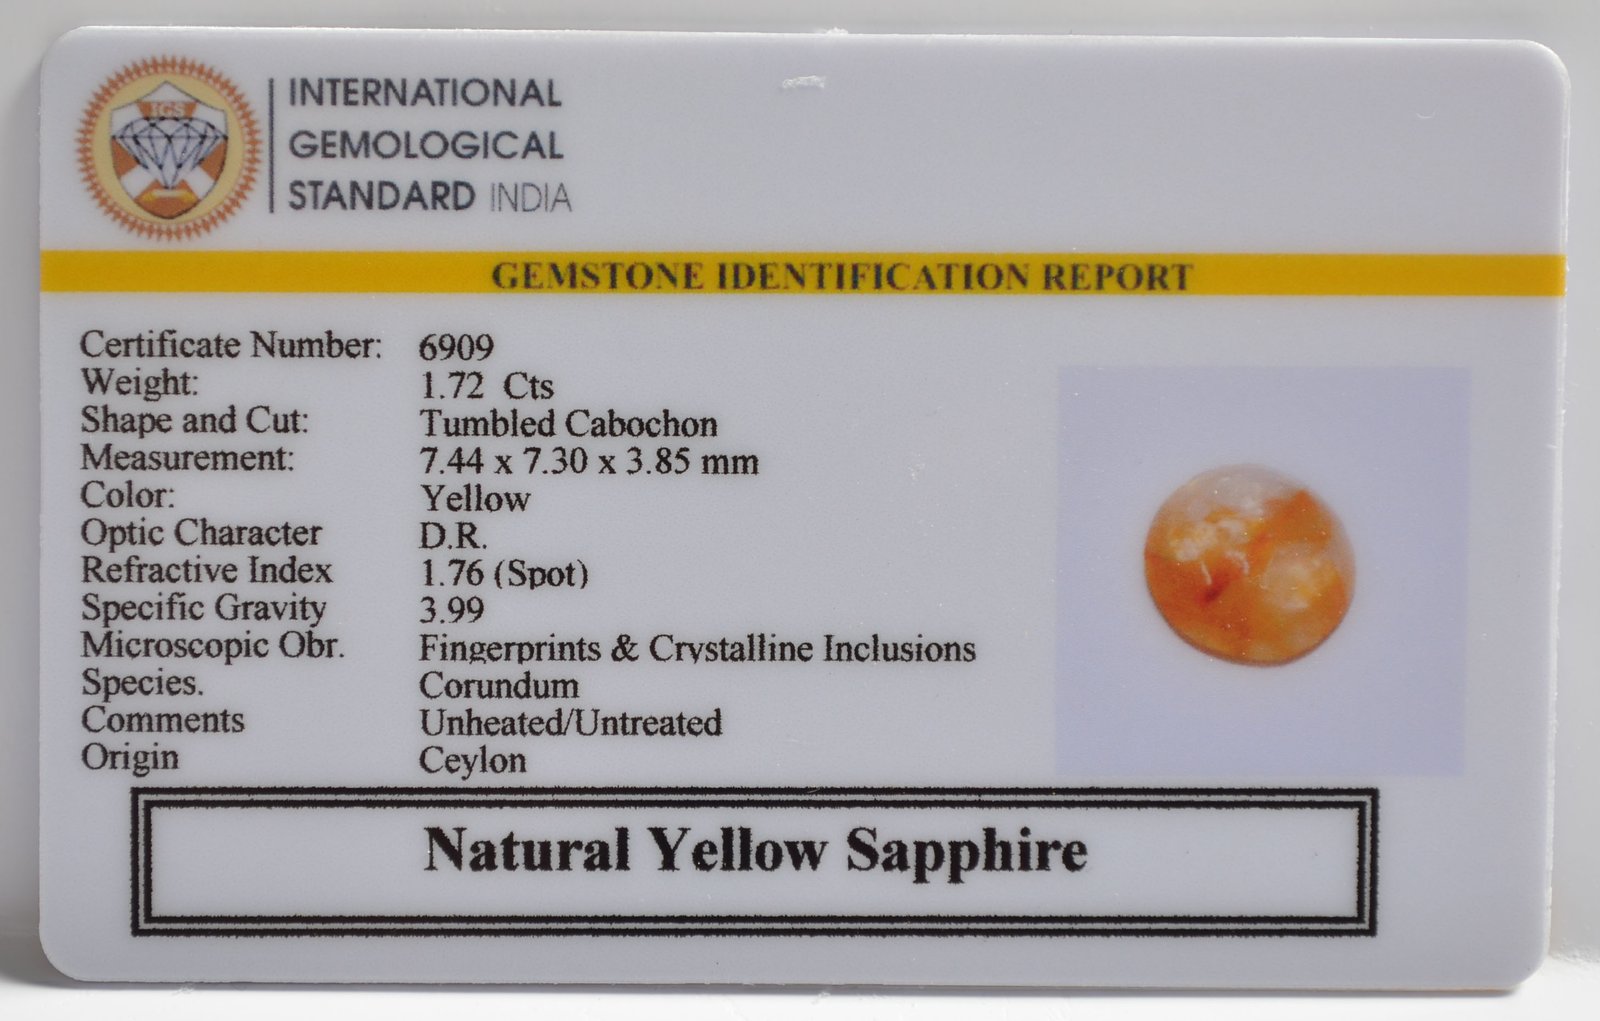 IGS
INTERNATIONAL
GEMOLOGICAL
STANDARD INDIA
GEMSTONE IDENTIFICATION REPORT
Certificate Number: 6909
Weight: 1.72 Cts
Shape and Cut: Tumbled Cabochon
Measurement: 7.44 x 7.30 x 3.85 mm
Color: Yellow
Optic Character D.R.
Refractive Index 1.76 (Spot)
Specific Gravity 3.99
Microscopic Obr. Fingerprints & Crystalline Inclusions
Species. Corundum
Comments Unheated/Untreated
Origin Ceylon
Natural Yellow Sapphire